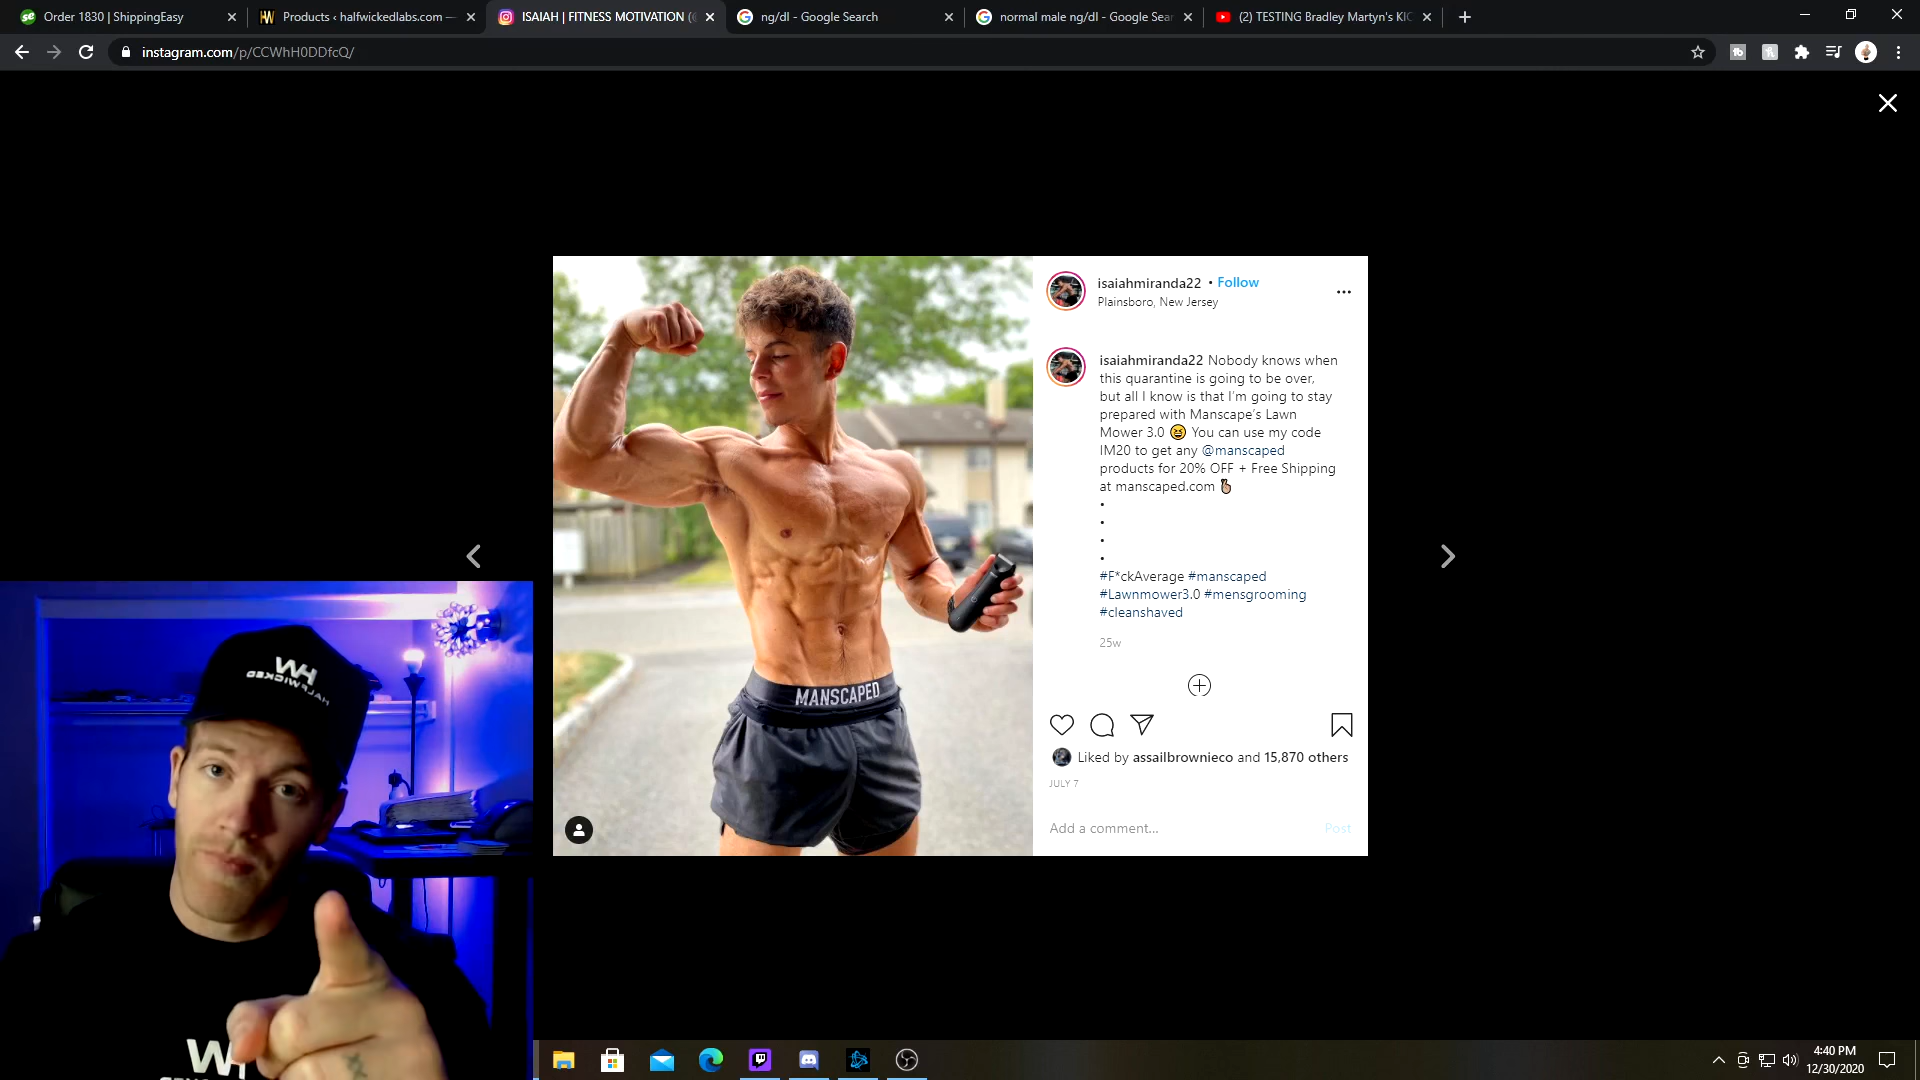 Order 1830 | ShippingEasy
Products ‹ halfwickedlabs.com —
ISAIAH | FITNESS MOTIVATION (
ng/dl - Google Search
normal male ng/dl - Google Sear
(2) TESTING Bradley Martyn's KIC
instagram.com/p/CCWhH0DDfcQ/
isaiahmiranda22 • Follow
Plainsboro, New Jersey
isaiahmiranda22 Nobody knows when
this quarantine is going to be over,
but all I know is that I'm going to stay
prepared with Manscape's Lawn
Mower 3.0 😆 You can use my code
IM20 to get any @manscaped
products for 20% OFF + Free Shipping
at manscaped.com 🤞🏼
•
•
•
•
#F*ckAverage #manscaped
#Lawnmower3.0 #mensgrooming
#cleanshaved
25w
Liked by assailbrownieco and 15,870 others
JULY 7
Add a comment...
Post
MANSCAPED
WH
HALFWICKED
4:40 PM
12/30/2020